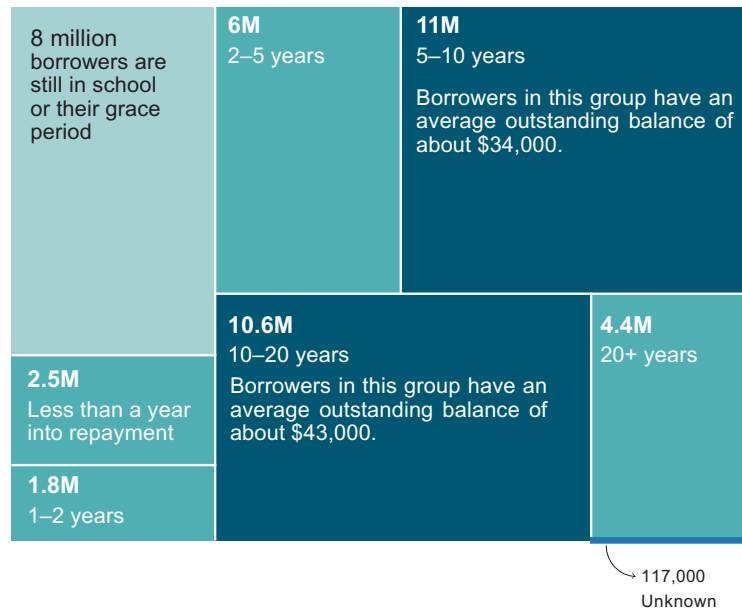 8 million
borrowers are
still in school
or their grace
period
6M
2–5 years
11M
5–10 years
Borrowers in this group have an
average outstanding balance of
about $34,000.
2.5M
Less than a year
into repayment
1.8M
1–2 years
10.6M
10–20 years
Borrowers in this group have an
average outstanding balance of
about $43,000.
4.4M
20+ years
117,000
Unknown